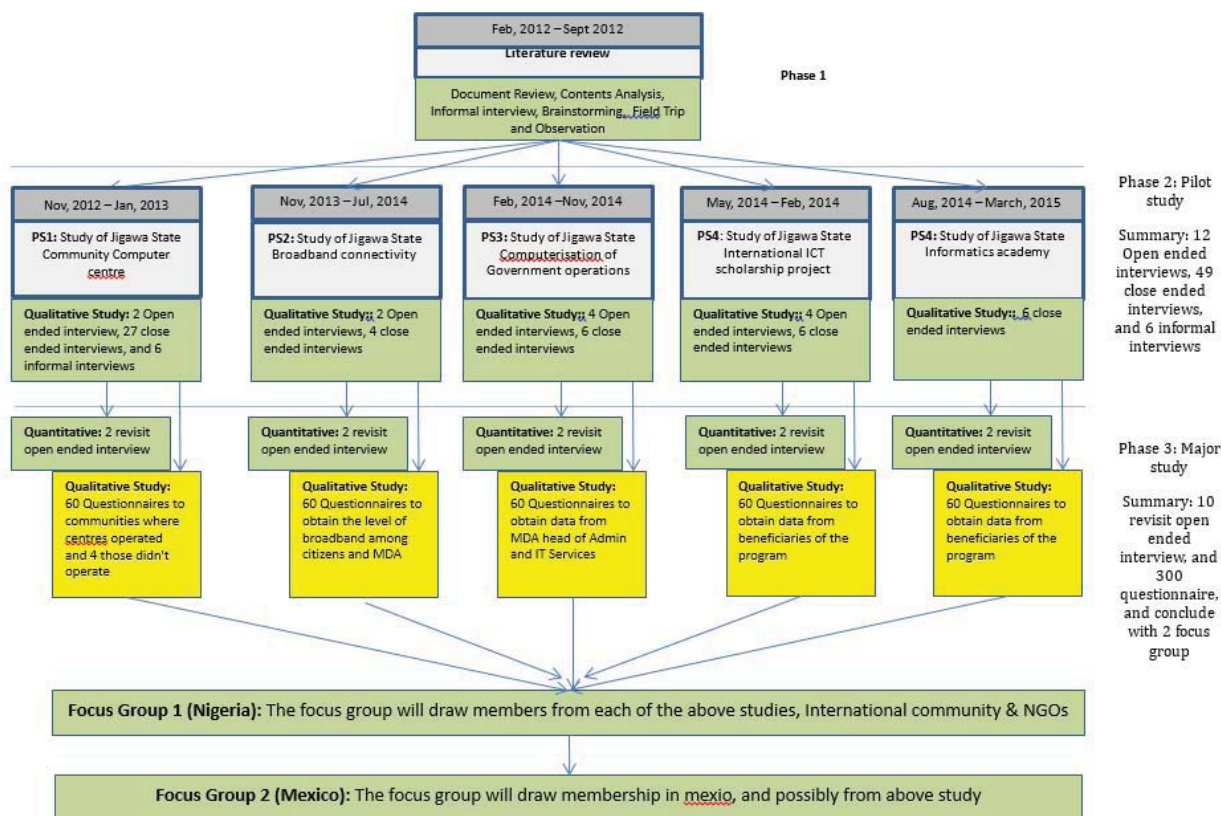 Feb, 2012 – Sept 2012
Literature review
Phase 1
Document Review, Contents Analysis,
Informal interview, Brainstorming, Field Trip
and Observation
Nov, 2012 – Jan, 2013
PS1: Study of Jigawa State
Community Computer
centre
Qualitative Study: 2 Open
ended interview, 27 close
ended interviews, and 6
informal interviews
Nov, 2013 – Jul, 2014
PS2: Study of Jigawa State
Broadband connectivity
Qualitative Study:: 2 Open
ended interviews, 4 close
ended interviews
Feb, 2014 –Nov, 2014
PS3: Study of Jigawa State
Computerisation of
Government operations
Qualitative Study:: 4 Open
ended interviews, 6 close
ended interviews
May, 2014 – Feb, 2014
PS4: Study of Jigawa State
International ICT
scholarship project
Qualitative Study:: 4 Open
ended interviews, 6 close
ended interviews
Aug, 2014 – March, 2015
PS4: Study of Jigawa State
Informatics academy
Qualitative Study:: 6 close
ended interviews
Phase 2: Pilot
study
Summary: 12
Open ended
interviews, 49
close ended
interviews,
and 6 informal
interviews
Quantitative: 2 revisit
open ended interview
Qualitative Study:
60 Questionnaires to
communities where
centres operated
and 4 those didn't
operate
Quantitative: 2 revisit
open ended interview
Qualitative Study:
60 Questionnaires to
obtain the level of
broadband among
citizens and MDA
Quantitative: 2 revisit
open ended interview
Qualitative Study:
60 Questionnaires to
obtain data from
MDA head of Admin
and IT Services
Quantitative: 2 revisit
open ended interview
Qualitative Study:
60 Questionnaires to
obtain data from
beneficiaries of the
program
Quantitative: 2 revisit
open ended interview
Qualitative Study:
60 Questionnaires to
obtain data from
beneficiaries of the
program
Phase 3: Major
study
Summary: 10
revisit open
ended
interview, and
300
questionnaire,
and conclude
with 2 focus
group
Focus Group 1 (Nigeria): The focus group will draw members from each of the above studies, International community & NGOs
Focus Group 2 (Mexico): The focus group will draw membership in mexio, and possibly from above study